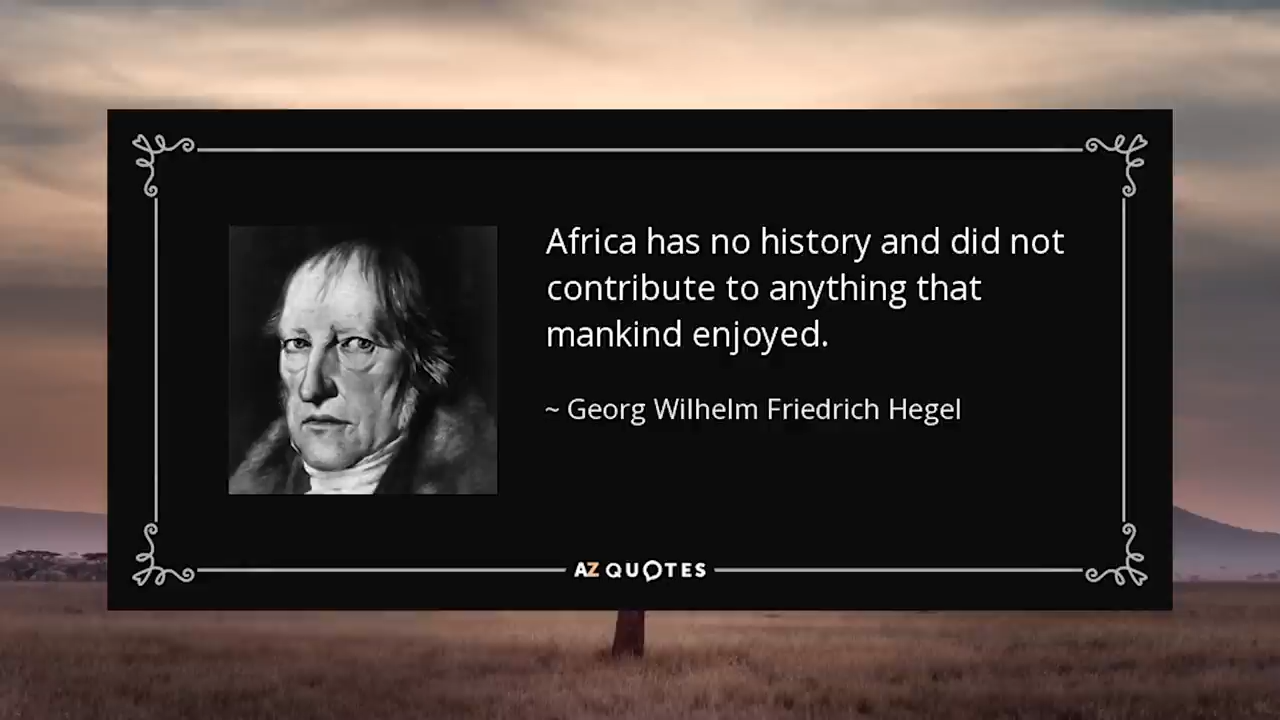 Africa has no history and did not
contribute to anything that
mankind enjoyed.
~ Georg Wilhelm Friedrich Hegel
AZ QUOTES